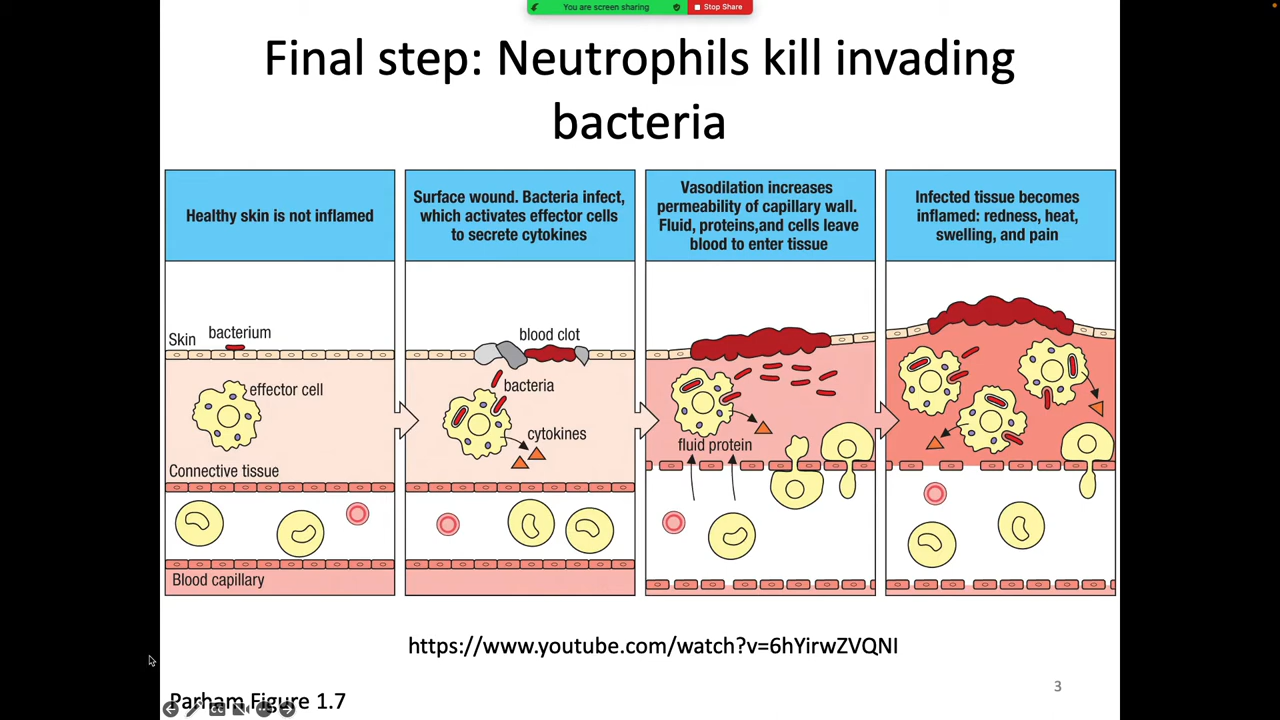 You are screen sharing
Stop Share
Final step: Neutrophils kill invading
bacteria
Healthy skin is not inflamed
Surface wound. Bacteria infect,
which activates effector cells
to secrete cytokines
Vasodilation increases
permeability of capillary wall.
Fluid, proteins,and cells leave
blood to enter tissue
Infected tissue becomes
inflamed: redness, heat,
swelling, and pain
Skin
bacterium
effector cell
Connective tissue
Blood capillary
blood clot
bacteria
cytokines
fluid protein
https://www.youtube.com/watch?v=6hYirwZVQNI
3
Parham Figure 1.7